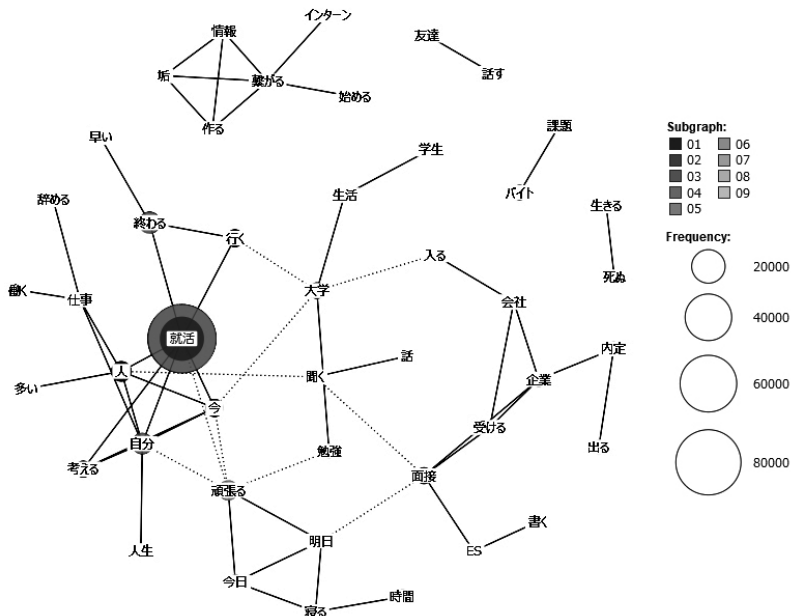 インターン
情報
友達
垢
繋がる
話す
始める
作る
課題
早い
学生
バイト
生活
辞める
終わる
行く
生きる
入る
死ぬ
大学
仕事
会社
就活
内定
話
人
聞く
企業
多い
今
受ける
自分
出る
勉強
考える
面接
頑張る
書く
明日
人生
ES
今日
時間
寝る
Subgraph:
01 06
02 07
03 08
04 09
05
Frequency:
20000
40000
60000
80000